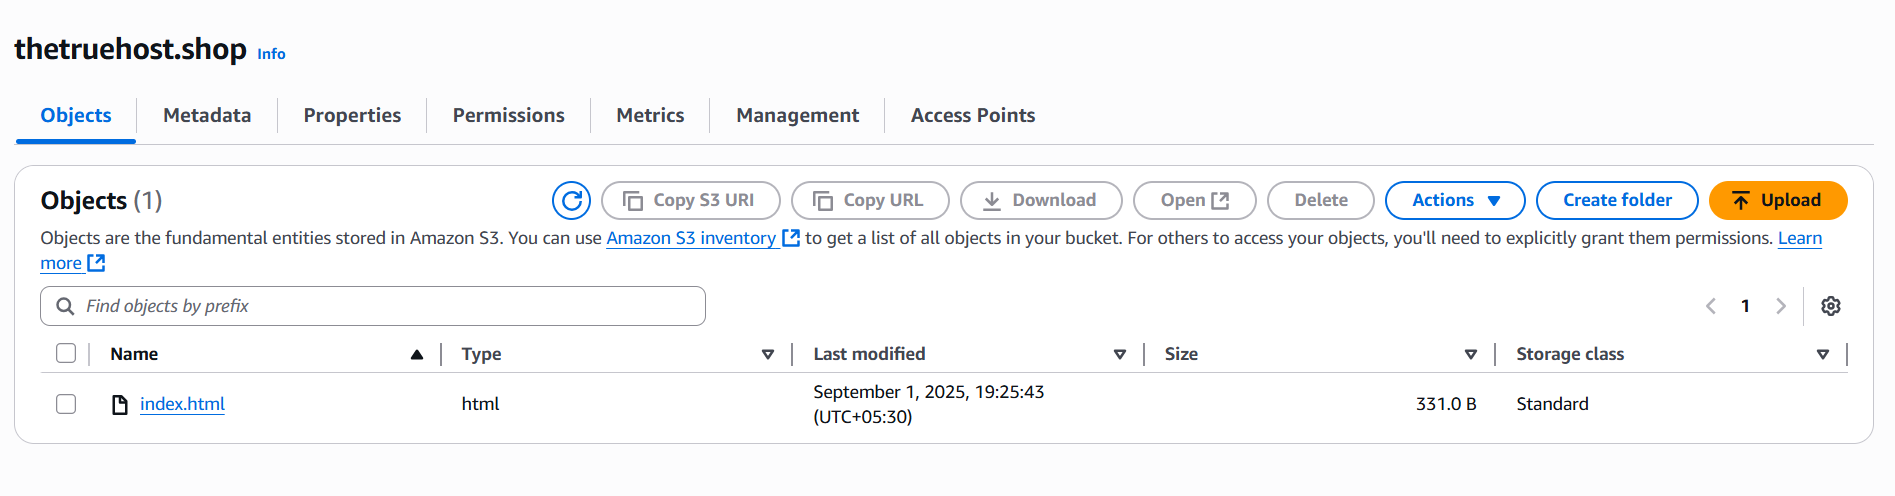 thetruehost.shop Info
Objects Metadata Properties Permissions Metrics Management Access Points
Objects (1) Copy S3 URI Copy URL Download Open Delete Actions Create folder Upload
Objects are the fundamental entities stored in Amazon S3. You can use Amazon S3 inventory to get a list of all objects in your bucket. For others to access your objects, you'll need to explicitly grant them permissions. Learn
more
Find objects by prefix 1
Name Type Last modified Size Storage class
index.html html September 1, 2025, 19:25:43 331.0 B Standard
(UTC+05:30)